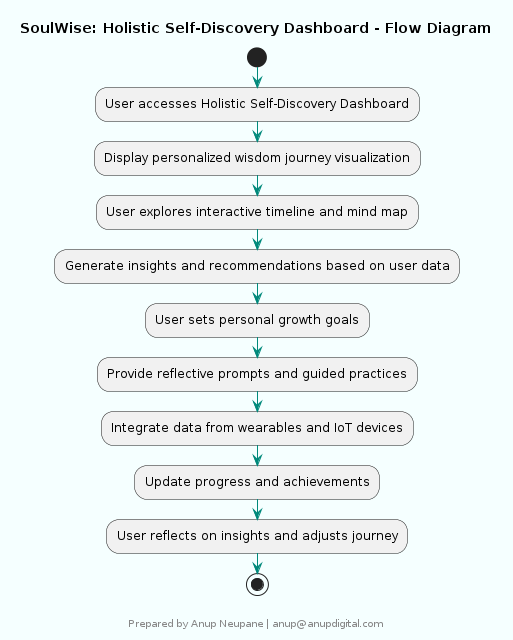 SoulWise: Holistic Self-Discovery Dashboard - Flow Diagram
User accesses Holistic Self-Discovery Dashboard
Display personalized wisdom journey visualization
User explores interactive timeline and mind map
Generate insights and recommendations based on user data
User sets personal growth goals
Provide reflective prompts and guided practices
Integrate data from wearables and IoT devices
Update progress and achievements
User reflects on insights and adjusts journey
Prepared by Anup Neupane | anup@anupdigital.com